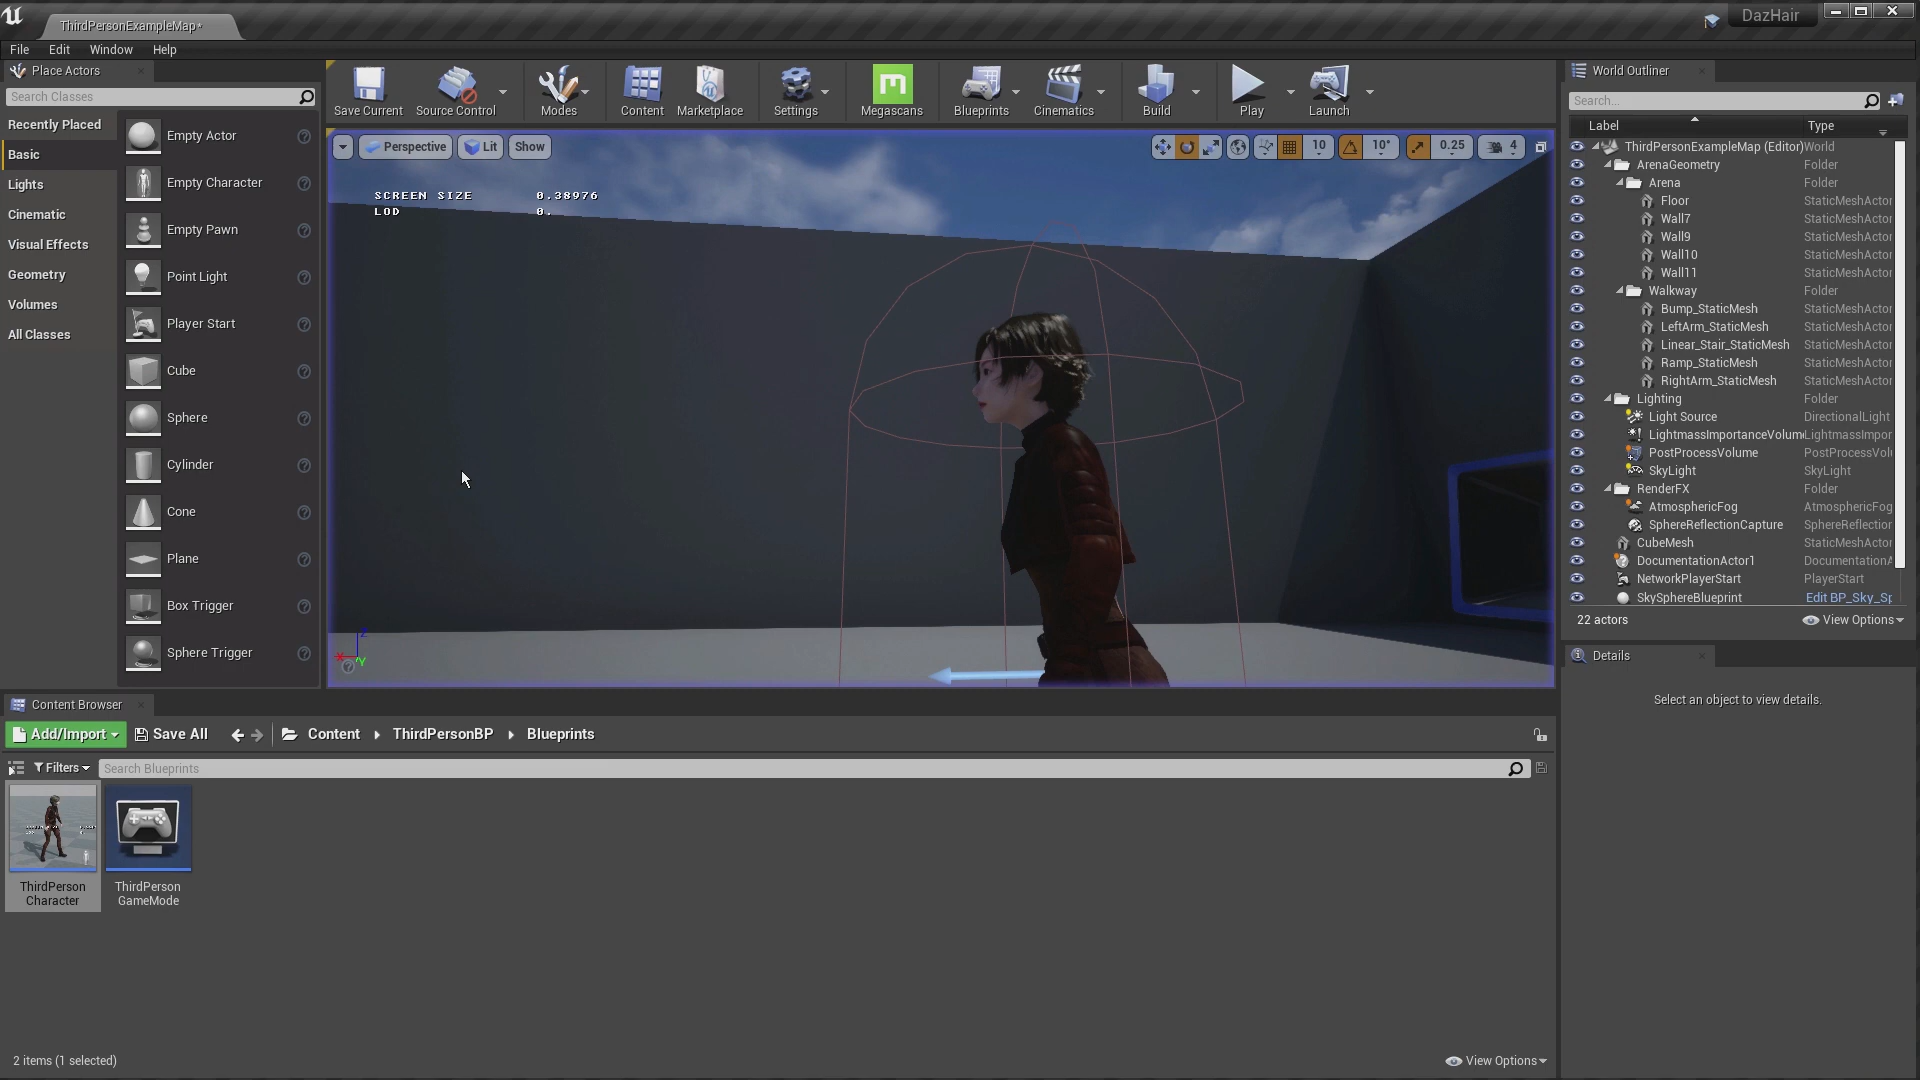 ThirdPersonExampleMap*
DazHair
File Edit Window Help
Place Actors
Search Classes
Recently Placed
Basic
Lights
Cinematic
Visual Effects
Geometry
Volumes
All Classes
Empty Actor
Empty Character
Empty Pawn
Point Light
Player Start
Cube
Sphere
Cylinder
Cone
Plane
Box Trigger
Sphere Trigger
Save Current
Source Control
Modes
Content
Marketplace
Settings
Megascans
Blueprints
Cinematics
Build
Play
Launch
Perspective Lit Show
10 10° 0.25 4
SCREEN SIZE 0.38976
LOD 0.
X Y Z
World Outliner
Search...
Label Type
ThirdPersonExampleMap (Editor) World
ArenaGeometry Folder
Arena Folder
Floor StaticMeshActor
Wall7 StaticMeshActor
Wall9 StaticMeshActor
Wall10 StaticMeshActor
Wall11 StaticMeshActor
Walkway Folder
Bump_StaticMesh StaticMeshActor
LeftArm_StaticMesh StaticMeshActor
Linear_Stair_StaticMesh StaticMeshActor
Ramp_StaticMesh StaticMeshActor
RightArm_StaticMesh StaticMeshActor
Lighting Folder
Light Source DirectionalLight
LightmassImportanceVolum LightmassImpor
PostProcessVolume PostProcessVolu
SkyLight SkyLight
RenderFX Folder
AtmosphericFog AtmosphericFog
SphereReflectionCapture SphereReflection
CubeMesh StaticMeshActor
DocumentationActor1 DocumentationA
NetworkPlayerStart PlayerStart
SkySphereBlueprint Edit BP_Sky_Sp
22 actors View Options
Details
Select an object to view details.
Content Browser
Add/Import Save All Content ThirdPersonBP Blueprints
Filters Search Blueprints
ThirdPerson
Character
ThirdPerson
GameMode
2 items (1 selected) View Options